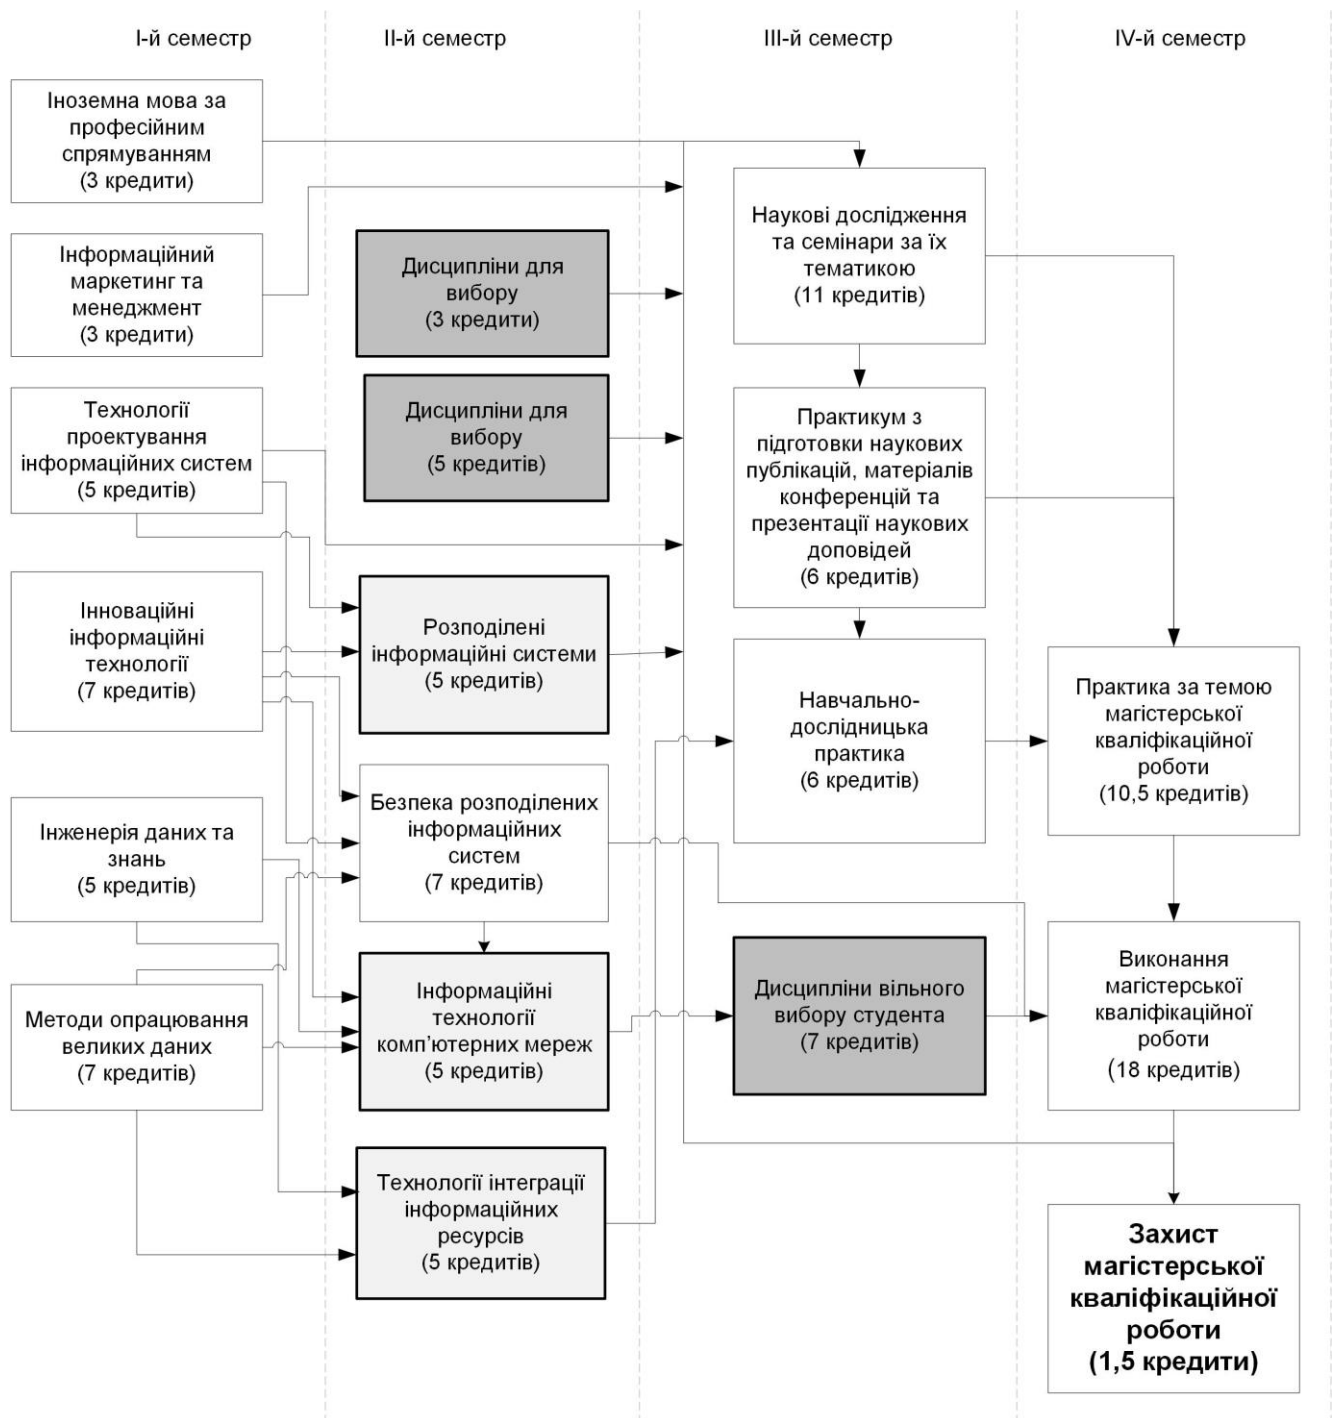 І-й семестр
ІІ-й семестр
ІІІ-й семестр
IV-й семестр
Іноземна мова за
професійним
спрямуванням
(3 кредити)
Інформаційний
маркетинг та
менеджмент
(3 кредити)
Технології
проектування
інформаційних систем
(5 кредитів)
Інноваційні
інформаційні
технології
(7 кредитів)
Інженерія даних та
знань
(5 кредитів)
Методи опрацювання
великих даних
(7 кредитів)
Дисципліни для
вибору
(3 кредити)
Дисципліни для
вибору
(5 кредитів)
Розподілені
інформаційні системи
(5 кредитів)
Безпека розподілених
інформаційних
систем
(7 кредитів)
Інформаційні
технології
комп’ютерних мереж
(5 кредитів)
Технології інтеграції
інформаційних
ресурсів
(5 кредитів)
Наукові дослідження
та семінари за їх
тематикою
(11 кредитів)
Практикум з
підготовки наукових
публікацій, матеріалів
конференцій та
презентації наукових
доповідей
(6 кредитів)
Навчально-
дослідницька
практика
(6 кредитів)
Дисципліни вільного
вибору студента
(7 кредитів)
Практика за темою
магістерської
кваліфікаційної
роботи
(10,5 кредитів)
Виконання
магістерської
кваліфікаційної
роботи
(18 кредитів)
Захист
магістерської
кваліфікаційної
роботи
(1,5 кредити)